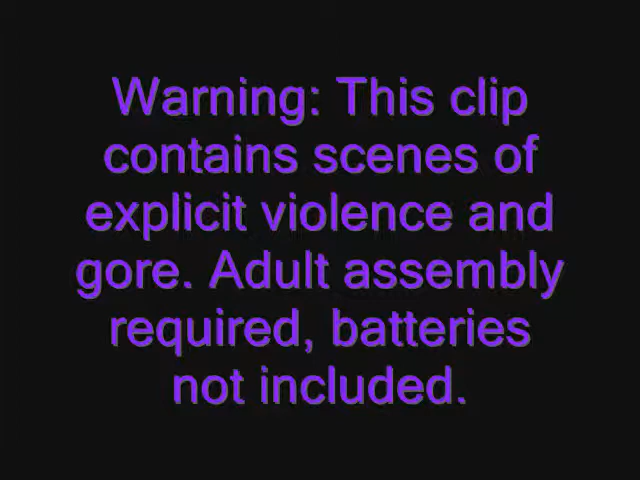 Warning: This clip
contains scenes of
explicit violence and
gore. Adult assembly
required, batteries
not included.